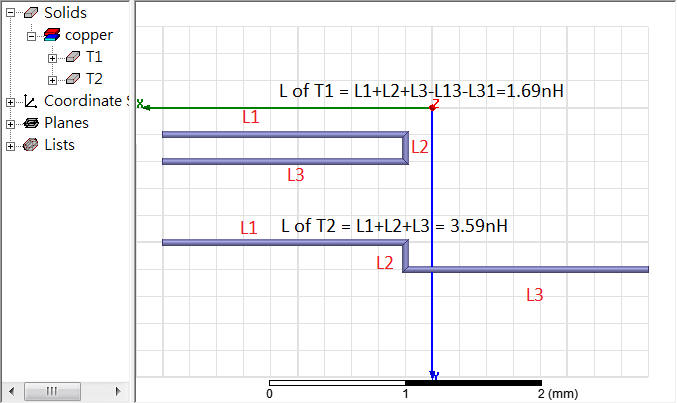 Solids
copper
T1
T2
Coordinate S
Planes
Lists
L of T1 = L1+L2+L3-L13-L31=1.69nH
X
Z
L1
L2
L3
L1
L of T2 = L1+L2+L3 = 3.59nH
L2
L3
Y
0 1 2 (mm)